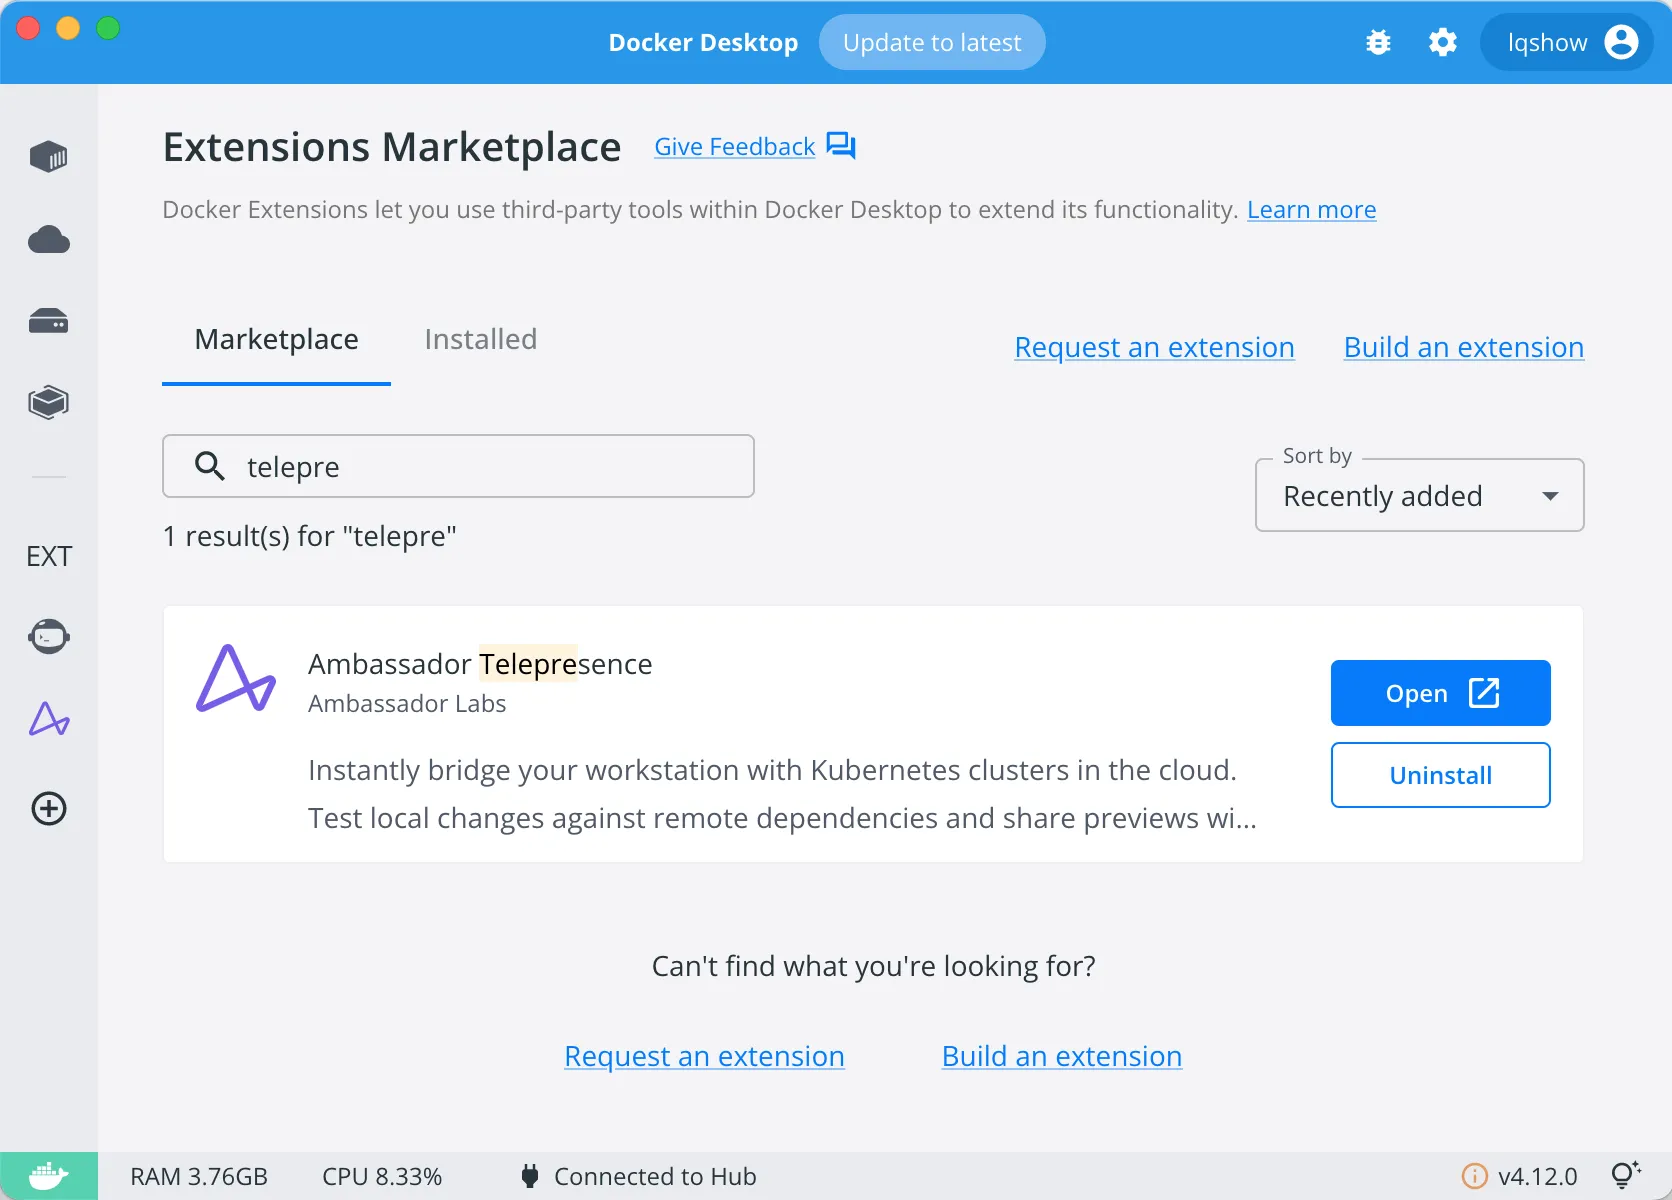 Docker Desktop
Update to latest
lqshow
Extensions Marketplace
Give Feedback
Docker Extensions let you use third-party tools within Docker Desktop to extend its functionality. Learn more
Marketplace
Installed
Request an extension
Build an extension
telepre
Sort by
Recently added
1 result(s) for "telepre"
EXT
Ambassador Telepresence
Ambassador Labs
Open
Instantly bridge your workstation with Kubernetes clusters in the cloud.
Test local changes against remote dependencies and share previews wi...
Uninstall
Can't find what you're looking for?
Request an extension
Build an extension
RAM 3.76GB
CPU 8.33%
Connected to Hub
v4.12.0